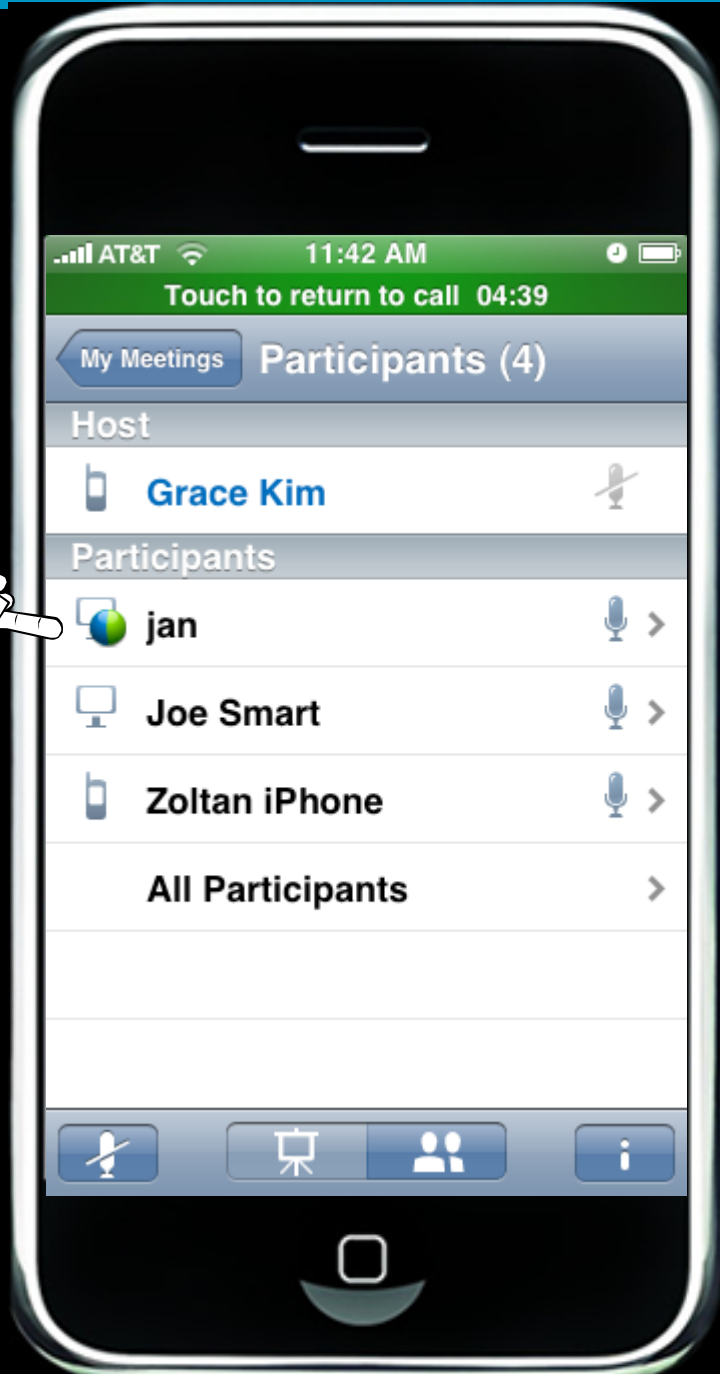 AT&T 11:42 AM
Touch to return to call 04:39
My Meetings Participants (4)
Host
Grace Kim
Participants
jan
Joe Smart
Zoltan iPhone
All Participants
i